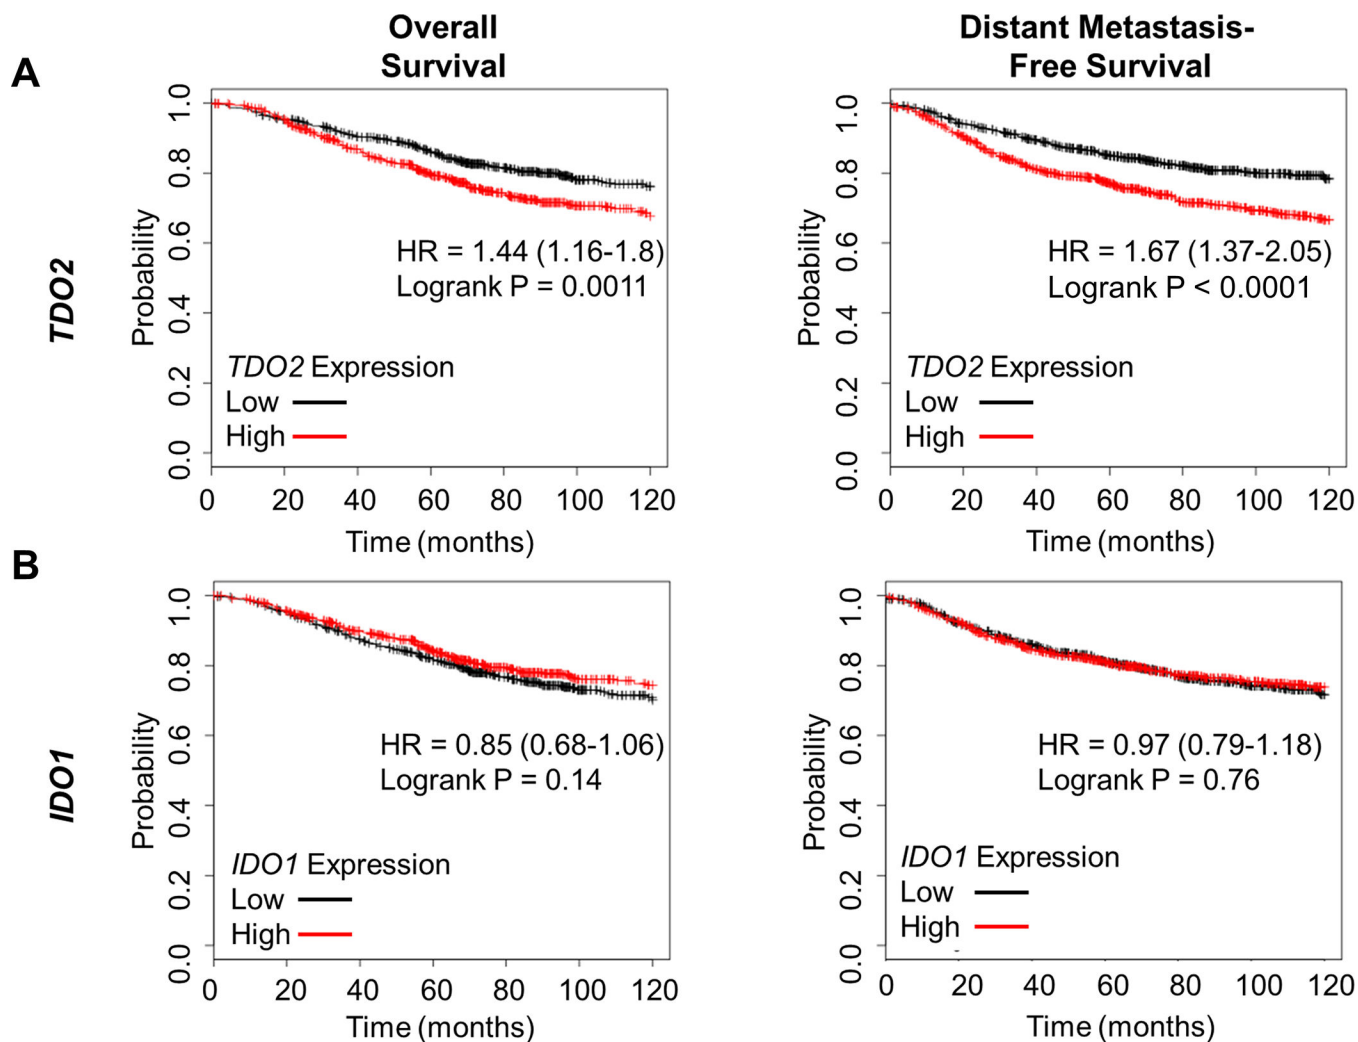 Overall
Survival
Distant Metastasis-
Free Survival
A
TDO2
Probability
1.0
0.8
0.6
0.4
0.2
0.0
HR = 1.44 (1.16-1.8)
Logrank P = 0.0011
TDO2 Expression
Low
High
0 20 40 60 80 100 120
Time (months)
Probability
1.0
0.8
0.6
0.4
0.2
0.0
HR = 1.67 (1.37-2.05)
Logrank P < 0.0001
TDO2 Expression
Low
High
0 20 40 60 80 100 120
Time (months)
B
IDO1
Probability
1.0
0.8
0.6
0.4
0.2
0.0
HR = 0.85 (0.68-1.06)
Logrank P = 0.14
IDO1 Expression
Low
High
0 20 40 60 80 100 120
Time (months)
Probability
1.0
0.8
0.6
0.4
0.2
0.0
HR = 0.97 (0.79-1.18)
Logrank P = 0.76
IDO1 Expression
Low
High
0 20 40 60 80 100 120
Time (months)